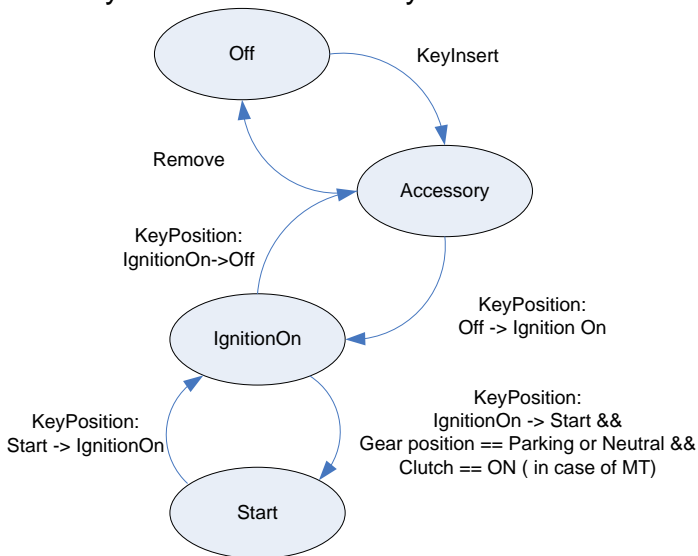 Off
KeyInsert
Remove
Accessory
KeyPosition:
IgnitionOn->Off
KeyPosition:
Off -> Ignition On
IgnitionOn
KeyPosition:
Start -> IgnitionOn
KeyPosition:
IgnitionOn -> Start &&
Gear position == Parking or Neutral &&
Clutch == ON ( in case of MT)
Start